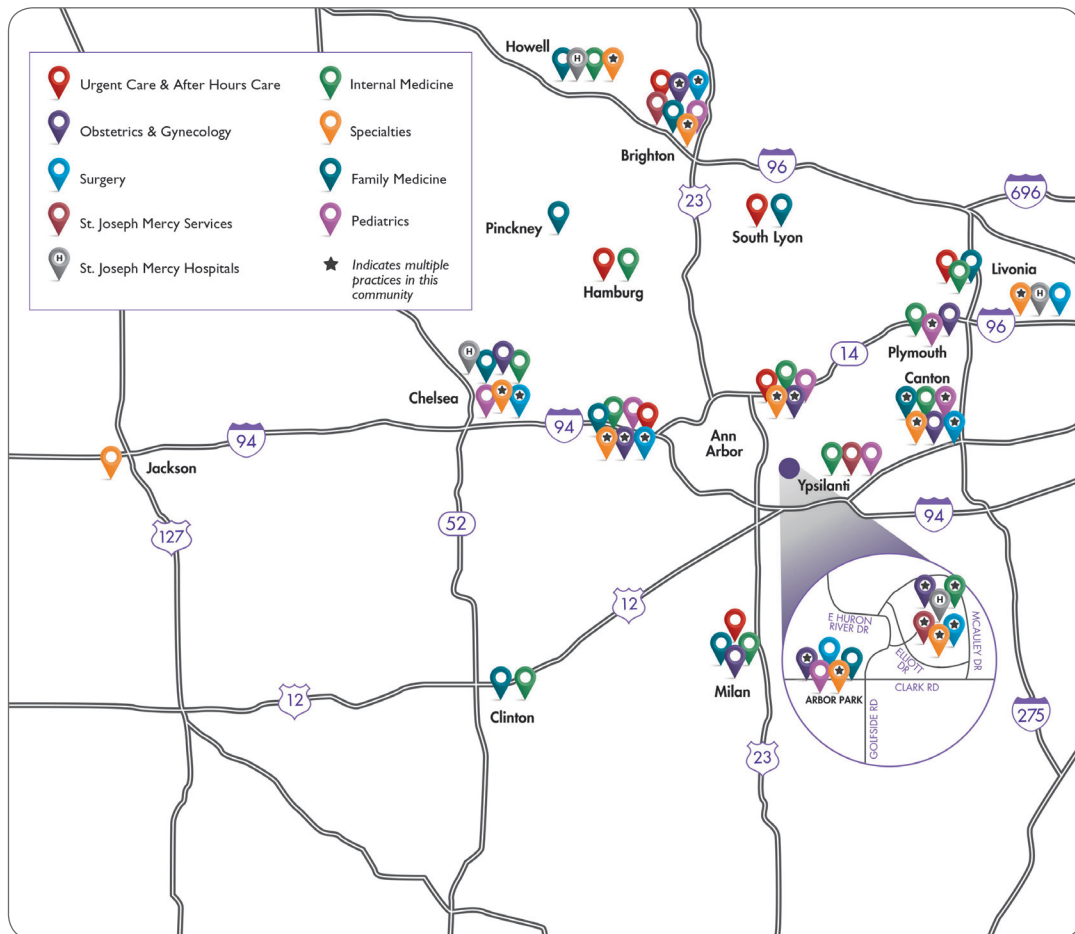 Urgent Care & After Hours Care
Obstetrics & Gynecology
Surgery
St. Joseph Mercy Services
H
St. Joseph Mercy Hospitals
Internal Medicine
Specialties
Family Medicine
Pediatrics
Indicates multiple
practices in this
community
Howell
H
Brighton
96
696
23
Pinckney
South Lyon
Hamburg
Livonia
H
96
Plymouth
14
Canton
H
Chelsea
94
94
Ann
Arbor
Jackson
Ypsilanti
94
127
52
12
E HURON
RIVER DR
H
MCAULEY DR
ELLIOTT
DR
CLARK RD
ARBOR PARK
GOLFSIDE RD
Milan
12
Clinton
275
23